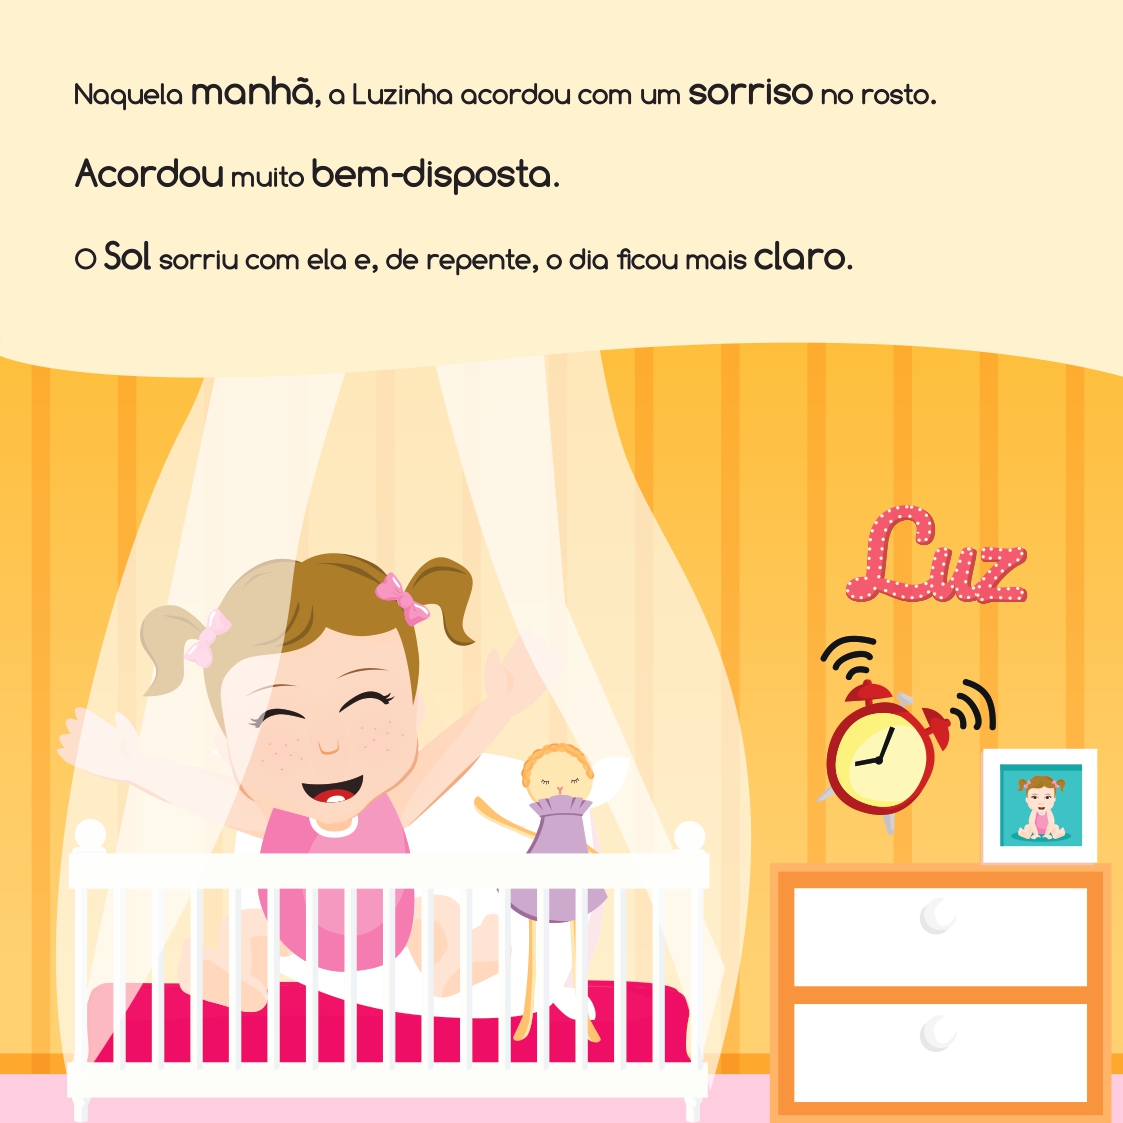 Naquela manhã, a Luzinha acordou com um sorriso no rosto.
Acordou muito bem-disposta.
O Sol sorriu com ela e, de repente, o dia ficou mais claro.
Luz